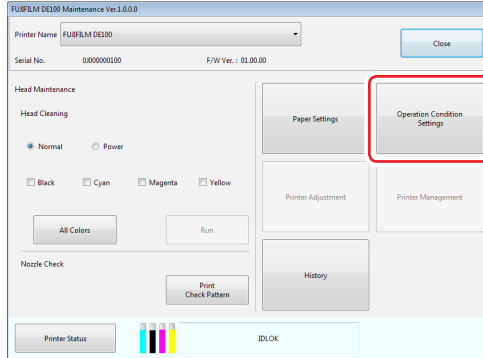 FUJIFILM DE100 Maintenance Ver.1.0.0.0
Printer Name FUJIFILM DE100
Close
Serial No. 0J000000100 F/W Ver. : 01.00.00
Head Maintenance
Head Cleaning
Normal Power
Black Cyan Magenta Yellow
All Colors Run
Nozzle Check
Print
Check Pattern
Paper Settings
Operation Condition
Settings
Printer Adjustment
Printer Management
History
Printer Status
IDLOK